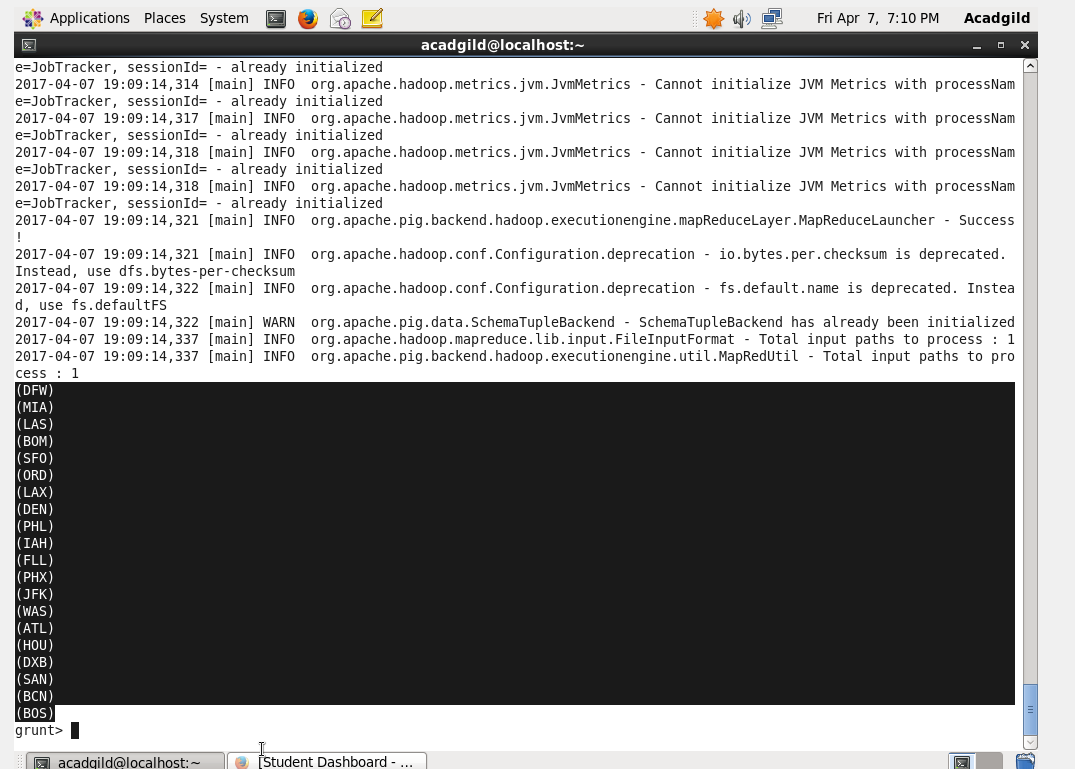 Applications Places System Fri Apr 7, 7:10 PM Acadgild
acadgild@localhost:~
e=JobTracker, sessionId= - already initialized
2017-04-07 19:09:14,314 [main] INFO  org.apache.hadoop.metrics.jvm.JvmMetrics - Cannot initialize JVM Metrics with processNam
e=JobTracker, sessionId= - already initialized
2017-04-07 19:09:14,317 [main] INFO  org.apache.hadoop.metrics.jvm.JvmMetrics - Cannot initialize JVM Metrics with processNam
e=JobTracker, sessionId= - already initialized
2017-04-07 19:09:14,318 [main] INFO  org.apache.hadoop.metrics.jvm.JvmMetrics - Cannot initialize JVM Metrics with processNam
e=JobTracker, sessionId= - already initialized
2017-04-07 19:09:14,318 [main] INFO  org.apache.hadoop.metrics.jvm.JvmMetrics - Cannot initialize JVM Metrics with processNam
e=JobTracker, sessionId= - already initialized
2017-04-07 19:09:14,321 [main] INFO  org.apache.pig.backend.hadoop.executionengine.mapReduceLayer.MapReduceLauncher - Success
!
2017-04-07 19:09:14,321 [main] INFO  org.apache.hadoop.conf.Configuration.deprecation - io.bytes.per.checksum is deprecated.
Instead, use dfs.bytes-per-checksum
2017-04-07 19:09:14,322 [main] INFO  org.apache.hadoop.conf.Configuration.deprecation - fs.default.name is deprecated. Instea
d, use fs.defaultFS
2017-04-07 19:09:14,322 [main] WARN  org.apache.pig.data.SchemaTupleBackend - SchemaTupleBackend has already been initialized
2017-04-07 19:09:14,337 [main] INFO  org.apache.hadoop.mapreduce.lib.input.FileInputFormat - Total input paths to process : 1
2017-04-07 19:09:14,337 [main] INFO  org.apache.pig.backend.hadoop.executionengine.util.MapRedUtil - Total input paths to pro
cess : 1
(DFW)
(MIA)
(LAS)
(BOM)
(SFO)
(ORD)
(LAX)
(DEN)
(PHL)
(IAH)
(FLL)
(PHX)
(JFK)
(WAS)
(ATL)
(HOU)
(DXB)
(SAN)
(BCN)
(BOS)
grunt>
acadgild@localhost:~ [Student Dashboard - ...